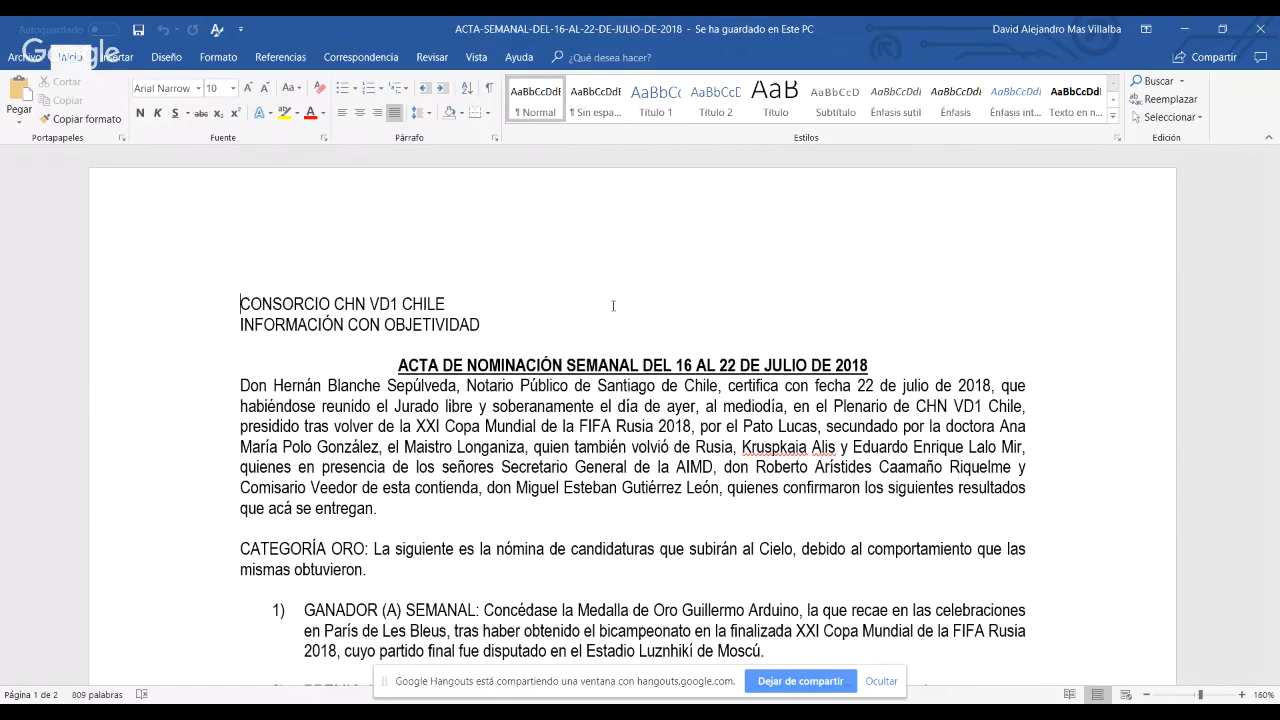 Autoguardado
ACTA-SEMANAL-DEL-16-AL-22-DE-JULIO-DE-2018 - Se ha guardado en Este PC
David Alejandro Mas Villalba
Google
Archivo Inicio Insertar Diseño Formato Referencias Correspondencia Revisar Vista Ayuda ¿Qué desea hacer? Compartir
Pegar
Cortar
Copiar
Copiar formato
Portapapeles
Arial Narrow 10
N K S abc x₂ x²
Fuente
Párrafo
AaBbCcDdE AaBbCcDdE AaBbCc AaBbCcD AaB AaBbCcD AaBbCcDdI AaBbCcDdI AaBbCcDdI AaBbCcDdI
¶ Normal ¶ Sin espa... Título 1 Título 2 Título Subtítulo Énfasis sutil Énfasis Énfasis int... Texto en n...
Estilos
Buscar
Reemplazar
Seleccionar
Edición
CONSORCIO CHN VD1 CHILE
INFORMACIÓN CON OBJETIVIDAD
ACTA DE NOMINACIÓN SEMANAL DEL 16 AL 22 DE JULIO DE 2018
Don Hernán Blanche Sepúlveda, Notario Público de Santiago de Chile, certifica con fecha 22 de julio de 2018, que
habiéndose reunido el Jurado libre y soberanamente el día de ayer, al mediodía, en el Plenario de CHN VD1 Chile,
presidido tras volver de la XXI Copa Mundial de la FIFA Rusia 2018, por el Pato Lucas, secundado por la doctora Ana
María Polo González, el Maistro Longaniza, quien también volvió de Rusia, Kruspkaia Alis y Eduardo Enrique Lalo Mir,
quienes en presencia de los señores Secretario General de la AIMD, don Roberto Arístides Caamaño Riquelme y
Comisario Veedor de esta contienda, don Miguel Esteban Gutiérrez León, quienes confirmaron los siguientes resultados
que acá se entregan.
CATEGORÍA ORO: La siguiente es la nómina de candidaturas que subirán al Cielo, debido al comportamiento que las
mismas obtuvieron.
1) GANADOR (A) SEMANAL: Concédase la Medalla de Oro Guillermo Arduino, la que recae en las celebraciones
en París de Les Bleus, tras haber obtenido el bicampeonato en la finalizada XXI Copa Mundial de la FIFA Rusia
2018, cuyo partido final fue disputado en el Estadio Luznhikí de Moscú.
Google Hangouts está compartiendo una ventana con hangouts.google.com. Dejar de compartir Ocultar
Página 1 de 2 809 palabras 160%